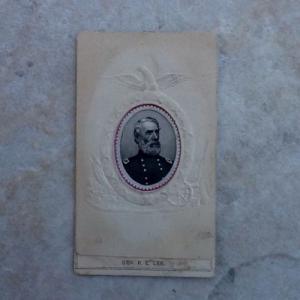 GEN. R. E. LEE.